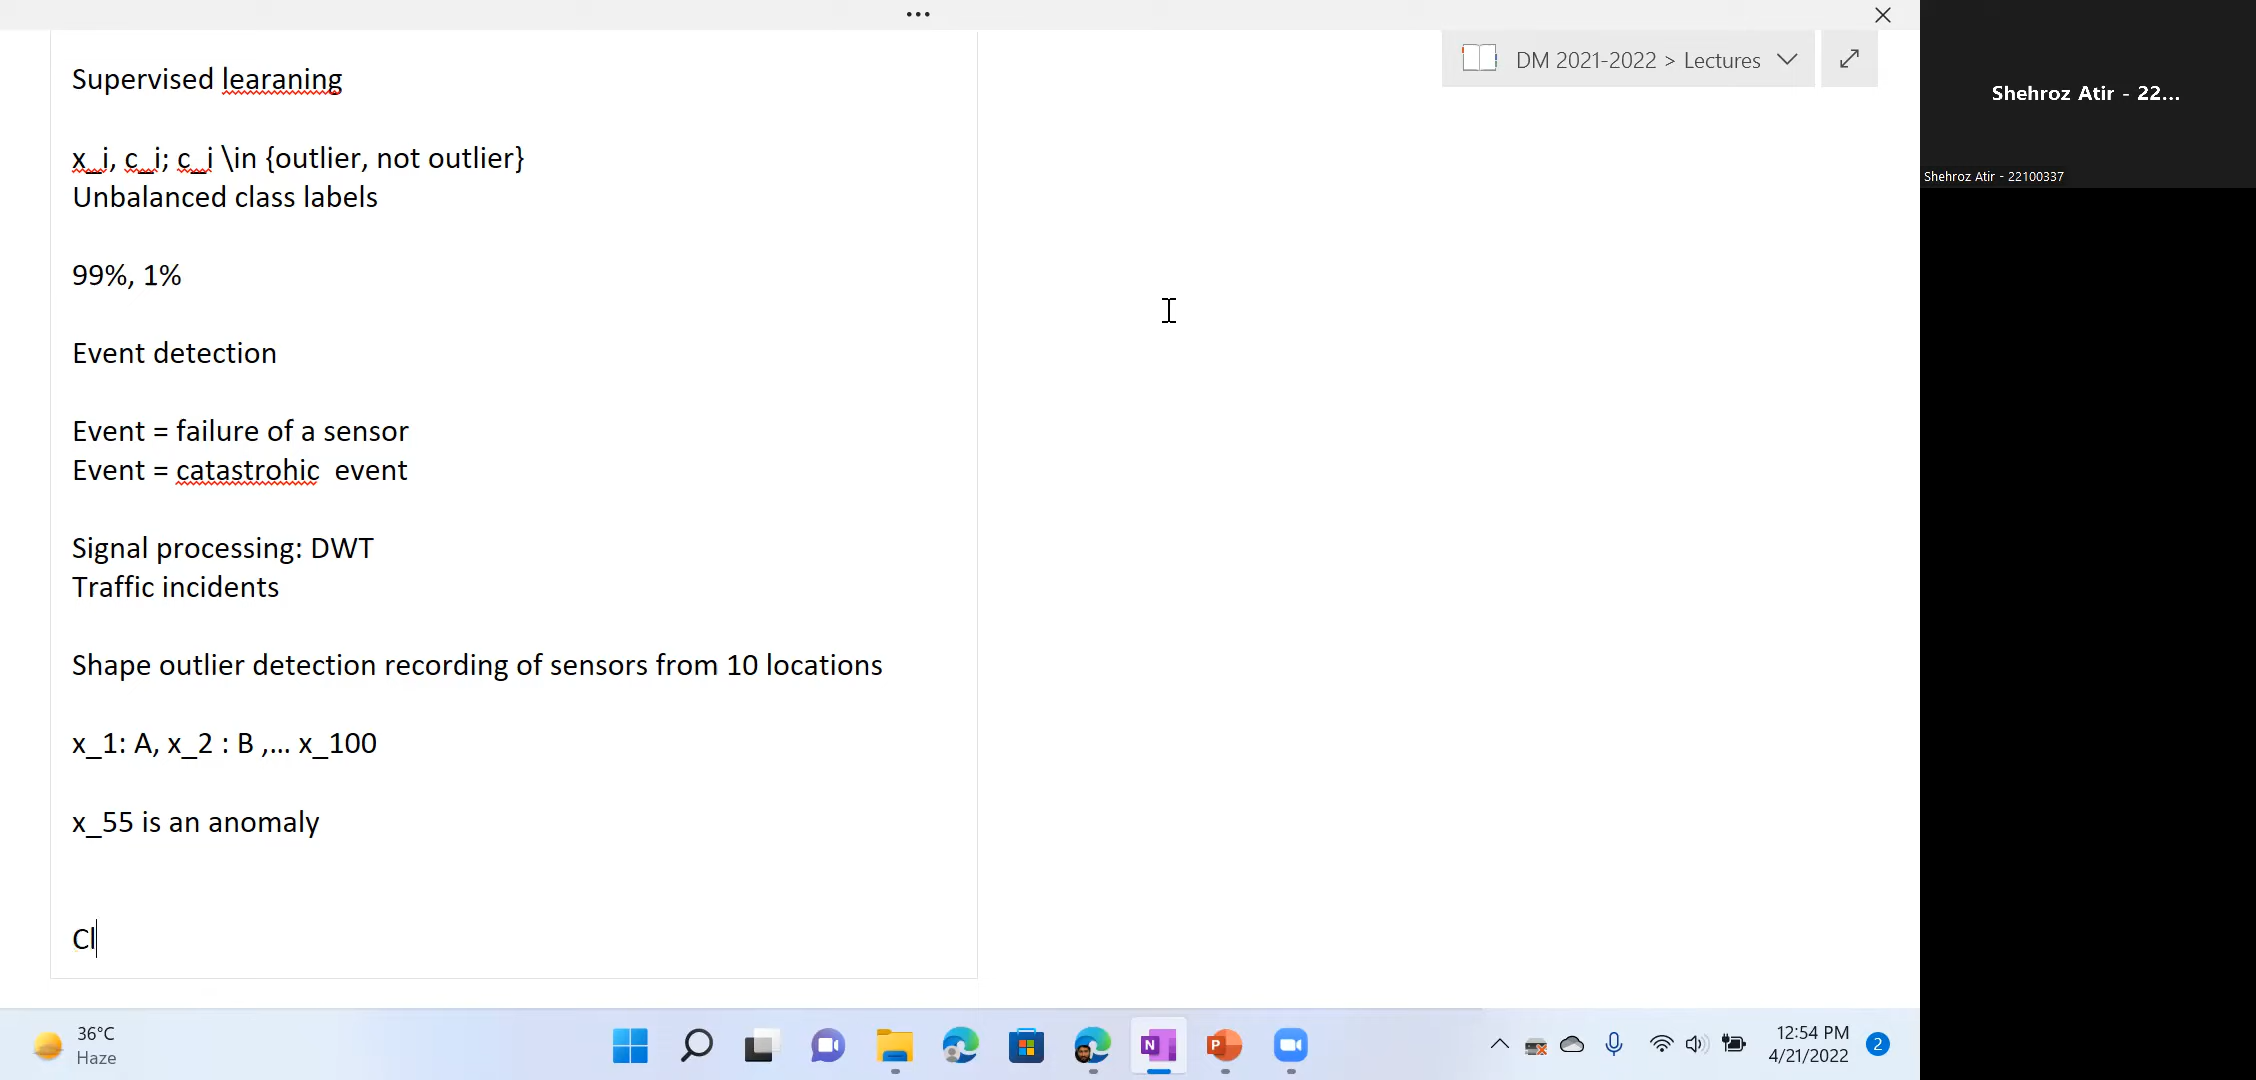 Supervised learaning
x_i, c_i; c_i \in {outlier, not outlier}
Unbalanced class labels
99%, 1%
Event detection
Event = failure of a sensor
Event = catastrohic  event
Signal processing: DWT
Traffic incidents
Shape outlier detection recording of sensors from 10 locations
x_1: A, x_2 : B ,... x_100
x_55 is an anomaly
Cl
DM 2021-2022 > Lectures
Shehroz Atir - 22...
Shehroz Atir - 22100337
36°C
Haze
N
P
12:54 PM
4/21/2022
2